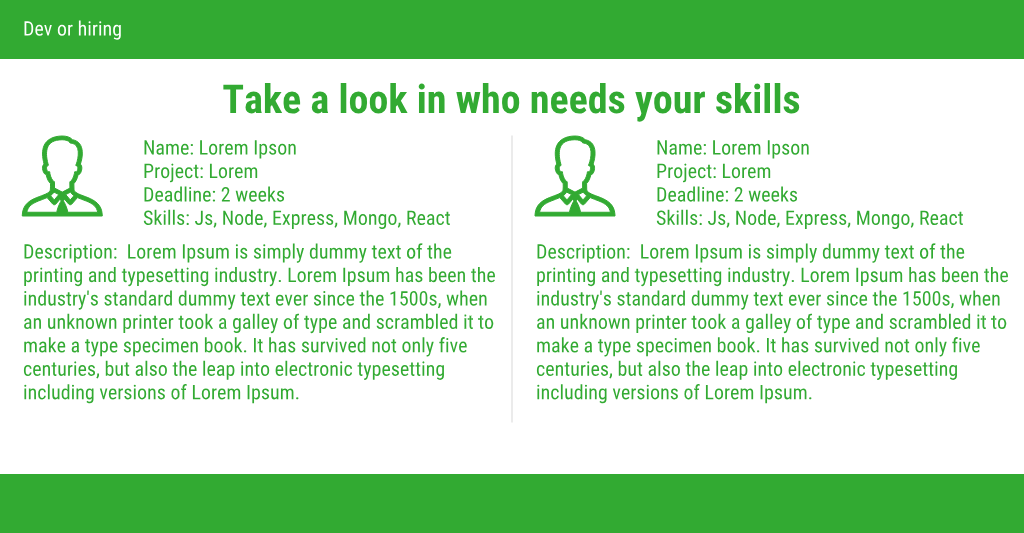 Dev or hiring
Take a look in who needs your skills
Name: Lorem Ipson
Project: Lorem
Deadline: 2 weeks
Skills: Js, Node, Express, Mongo, React
Description:  Lorem Ipsum is simply dummy text of the
printing and typesetting industry. Lorem Ipsum has been the
industry's standard dummy text ever since the 1500s, when
an unknown printer took a galley of type and scrambled it to
make a type specimen book. It has survived not only five
centuries, but also the leap into electronic typesetting
including versions of Lorem Ipsum.
Name: Lorem Ipson
Project: Lorem
Deadline: 2 weeks
Skills: Js, Node, Express, Mongo, React
Description:  Lorem Ipsum is simply dummy text of the
printing and typesetting industry. Lorem Ipsum has been the
industry's standard dummy text ever since the 1500s, when
an unknown printer took a galley of type and scrambled it to
make a type specimen book. It has survived not only five
centuries, but also the leap into electronic typesetting
including versions of Lorem Ipsum.